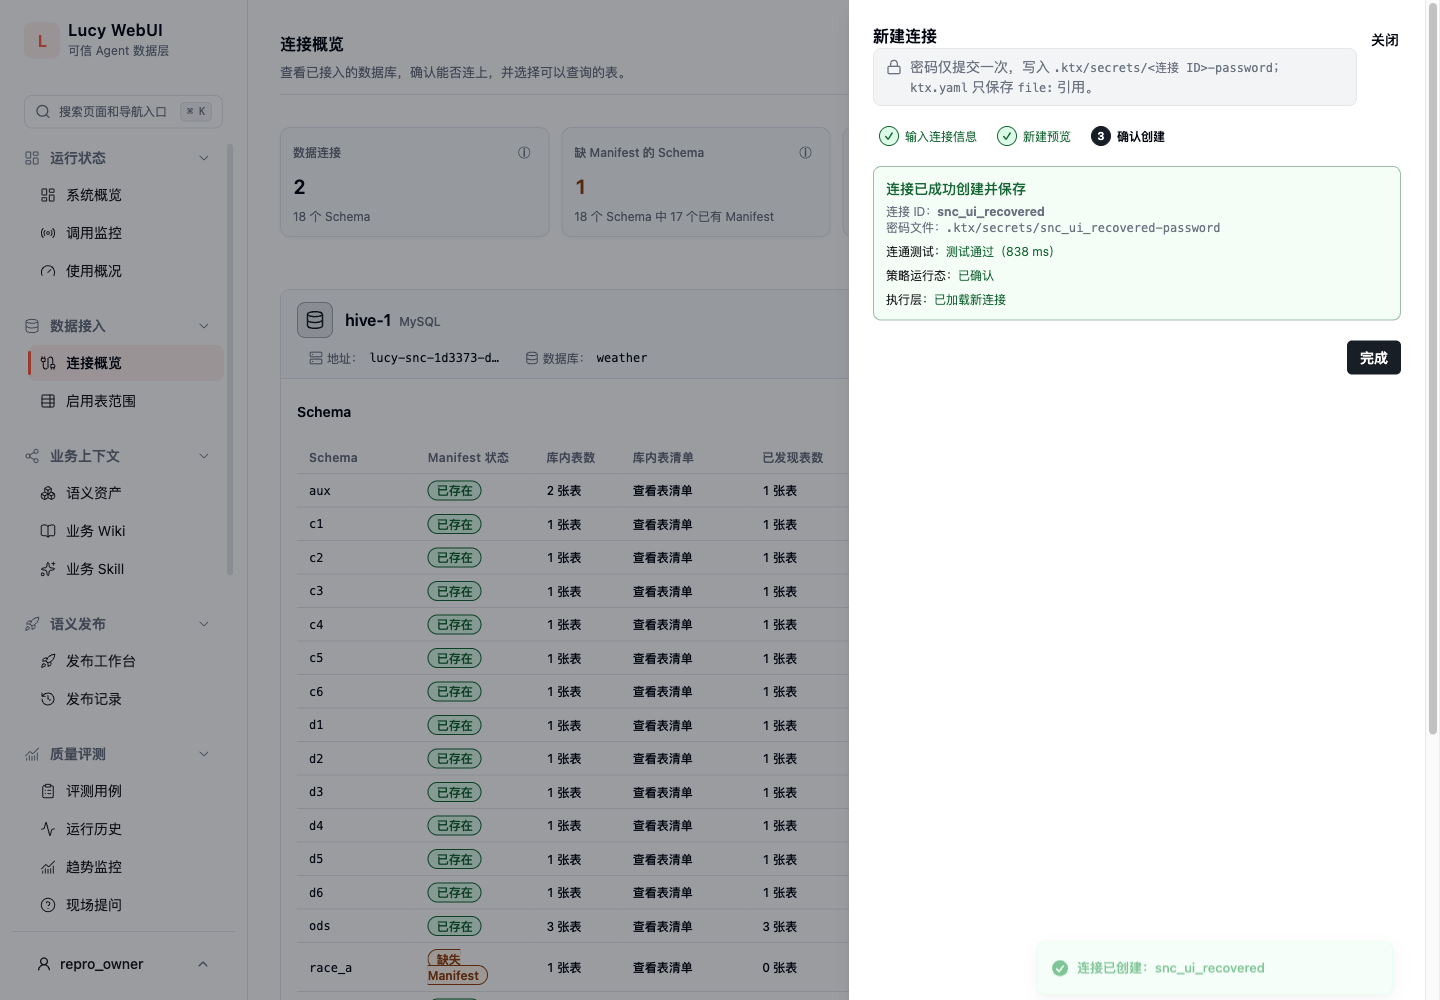 L
Lucy WebUI
可信 Agent 数据层
搜索页面和导航入口 ⌘ K
运行状态
系统概览
调用监控
使用概况
数据接入
连接概览
启用表范围
业务上下文
语义资产
业务 Wiki
业务 Skill
语义发布
发布工作台
发布记录
质量评测
评测用例
运行历史
趋势监控
现场提问
repro_owner
连接概览
查看已接入的数据库，确认能否连上，并选择可以查询的表。
数据连接
2
18 个 Schema
缺 Manifest 的 Schema
1
18 个 Schema 中 17 个已有 Manifest
hive-1 MySQL
地址： lucy-snc-1d3373-d… 数据库： weather
Schema
Schema Manifest 状态 库内表数 库内表清单 已发现表数
aux 已存在 2 张表 查看表清单 1 张表
c1 已存在 1 张表 查看表清单 1 张表
c2 已存在 1 张表 查看表清单 1 张表
c3 已存在 1 张表 查看表清单 1 张表
c4 已存在 1 张表 查看表清单 1 张表
c5 已存在 1 张表 查看表清单 1 张表
c6 已存在 1 张表 查看表清单 1 张表
d1 已存在 1 张表 查看表清单 1 张表
d2 已存在 1 张表 查看表清单 1 张表
d3 已存在 1 张表 查看表清单 1 张表
d4 已存在 1 张表 查看表清单 1 张表
d5 已存在 1 张表 查看表清单 1 张表
d6 已存在 1 张表 查看表清单 1 张表
ods 已存在 3 张表 查看表清单 3 张表
race_a 缺失 Manifest 1 张表 查看表清单 0 张表
新建连接
关闭
密码仅提交一次，写入 .ktx/secrets/<连接 ID>-password；
ktx.yaml 只保存 file: 引用。
输入连接信息 新建预览 3 确认创建
连接已成功创建并保存
连接 ID：snc_ui_recovered
密码文件：.ktx/secrets/snc_ui_recovered-password
连通测试：测试通过（838 ms）
策略运行态：已确认
执行层：已加载新连接
完成
连接已创建：snc_ui_recovered